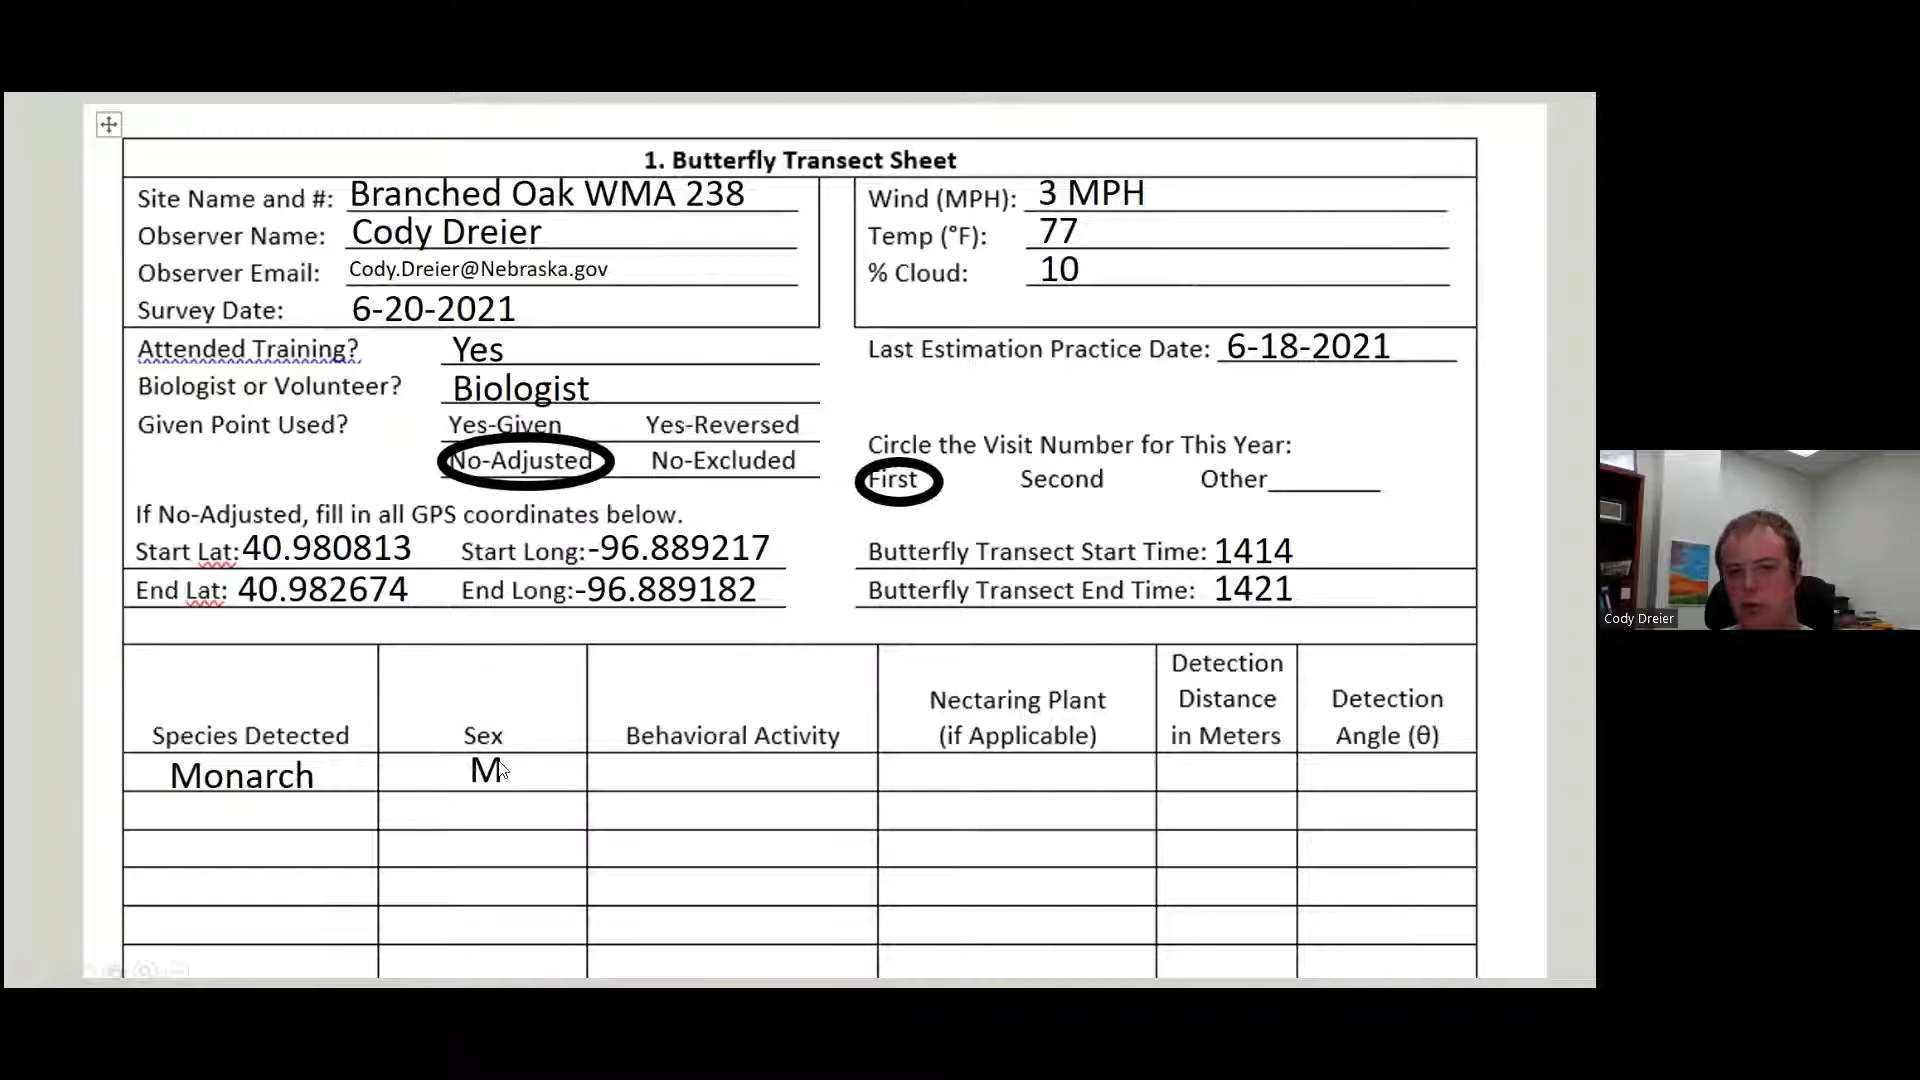 1. Butterfly Transect Sheet
Site Name and #: Branched Oak WMA 238
Observer Name: Cody Dreier
Observer Email: Cody.Dreier@Nebraska.gov
Survey Date: 6-20-2021
Wind (MPH): 3 MPH
Temp (°F): 77
% Cloud: 10
Attended Training? Yes
Last Estimation Practice Date: 6-18-2021
Biologist or Volunteer? Biologist
Given Point Used? Yes-Given Yes-Reversed
No-Adjusted No-Excluded
Circle the Visit Number for This Year:
First Second Other________
If No-Adjusted, fill in all GPS coordinates below.
Start Lat: 40.980813 Start Long: -96.889217
End Lat: 40.982674 End Long: -96.889182
Butterfly Transect Start Time: 1414
Butterfly Transect End Time: 1421
Species Detected
Sex
Behavioral Activity
Nectaring Plant
(if Applicable)
Detection
Distance
in Meters
Detection
Angle (θ)
Monarch M
Cody Dreier